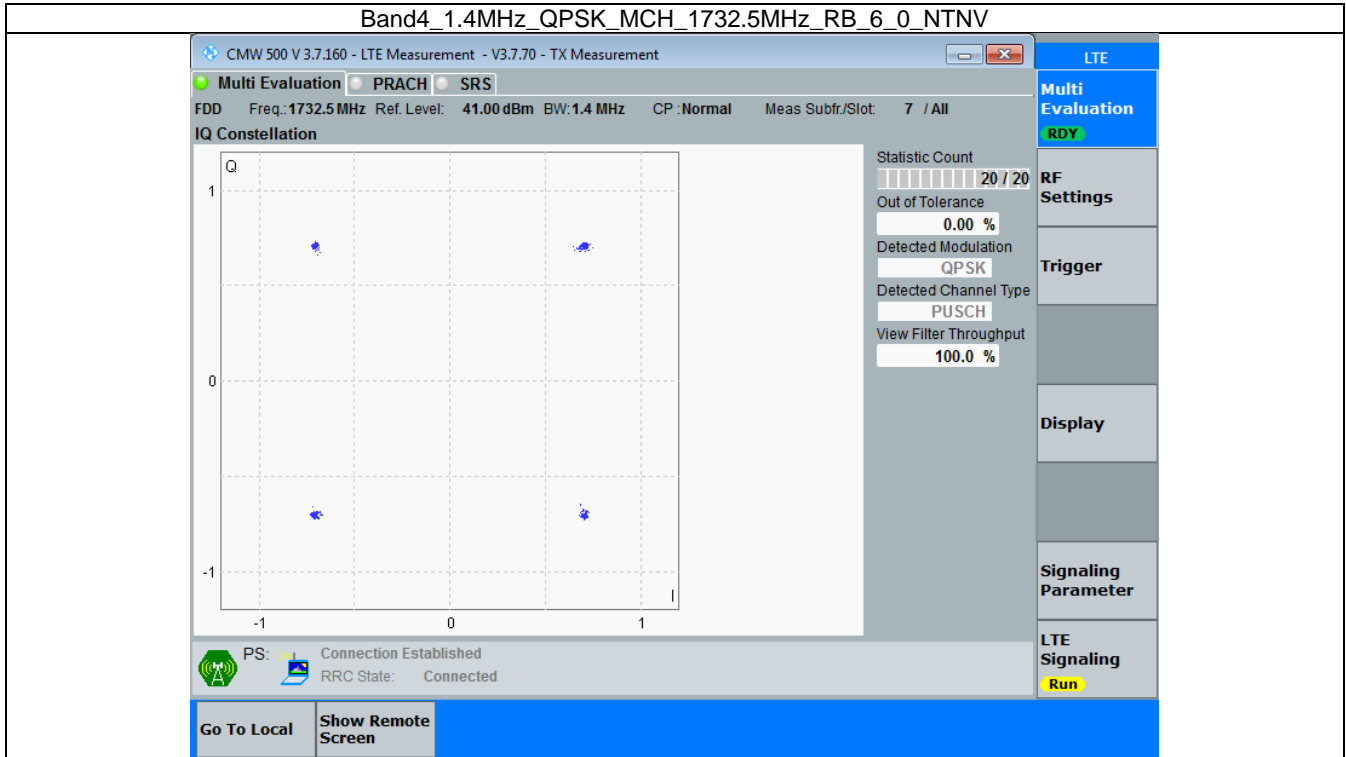 Band4_1.4MHz_QPSK_MCH_1732.5MHz_RB_6_0_NTNV
CMW 500 V 3.7.160 - LTE Measurement - V3.7.70 - TX Measurement
LTE
Multi Evaluation PRACH SRS
FDD Freq.: 1732.5 MHz Ref. Level: 41.00 dBm BW: 1.4 MHz CP : Normal Meas Subfr./Slot: 7 / All
IQ Constellation
Q
1
0
-1
I
-1 0 1
Statistic Count
20 / 20
Out of Tolerance
0.00 %
Detected Modulation
QPSK
Detected Channel Type
PUSCH
View Filter Throughput
100.0 %
Multi
Evaluation
RDY
RF
Settings
Trigger
Display
Signaling
Parameter
LTE
Signaling
Run
PS: Connection Established
RRC State: Connected
Go To Local
Show Remote
Screen